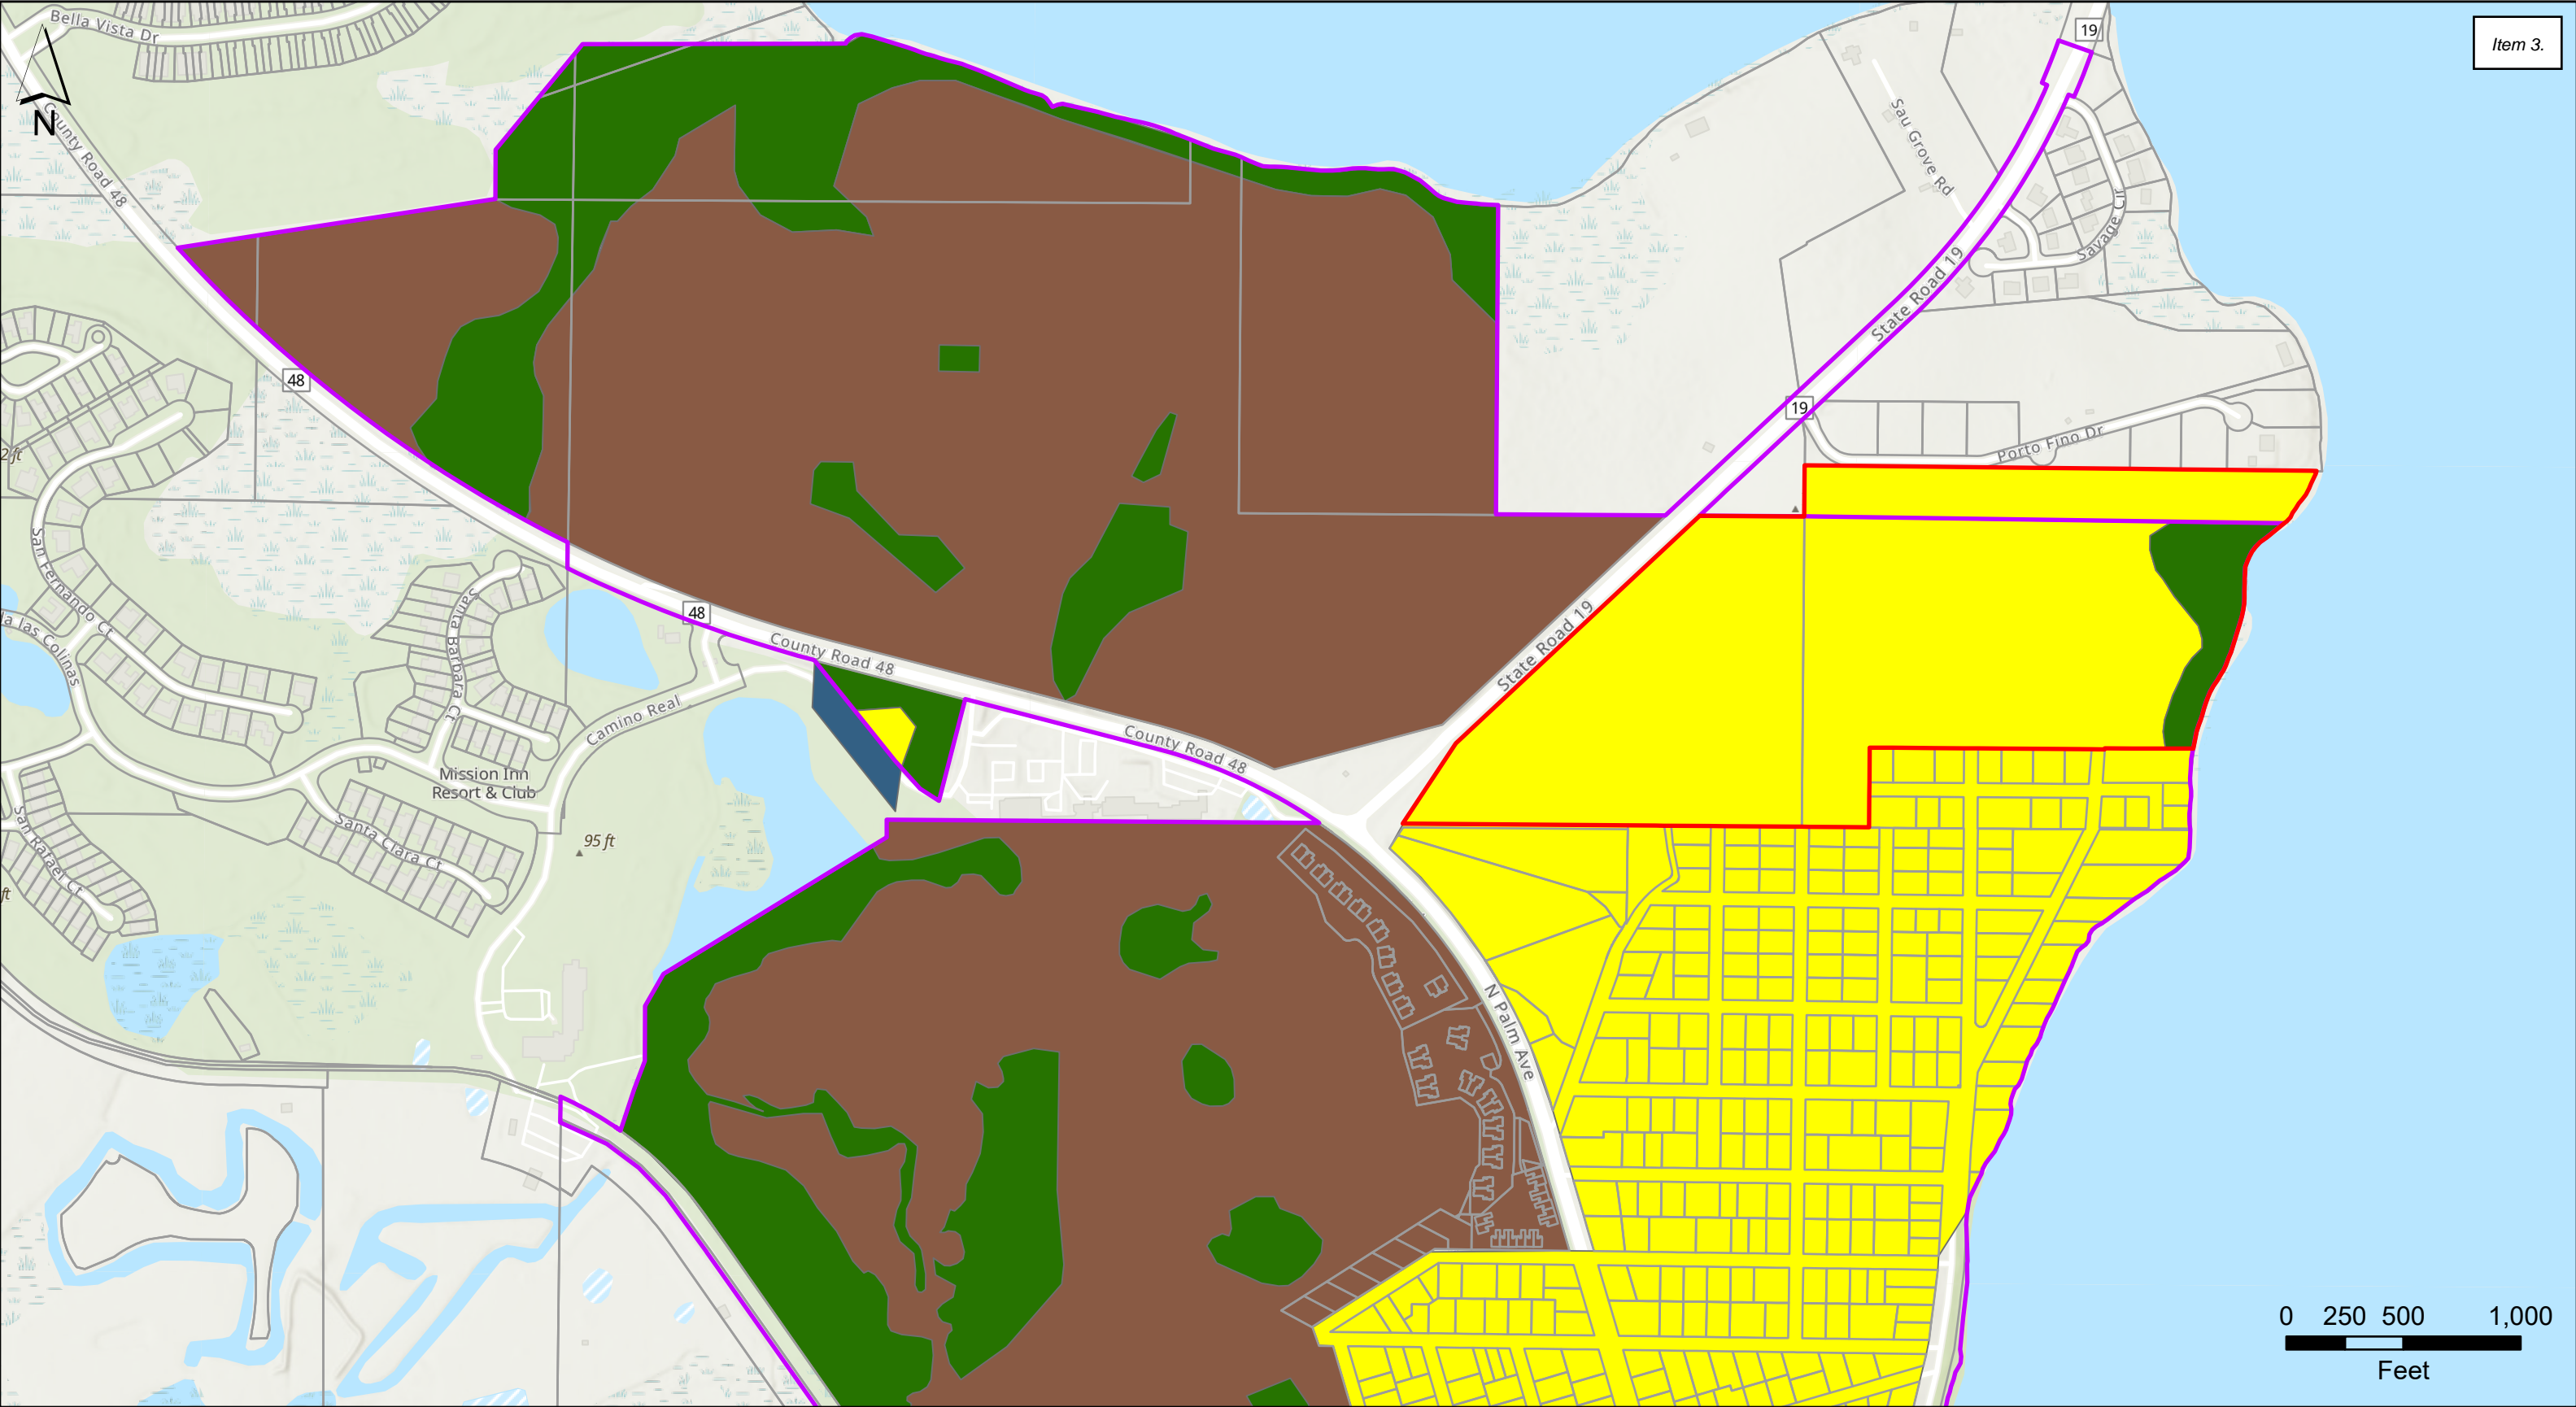 Bella Vista Dr
19
Item 3.
N
County Road 48
Sau Grove Rd
Savage Cir
State Road 19
48
19
2 ft
Porto Fino Dr
San Fernando Ct
Santa Barbara Ct
48
County Road 48
State Road 19
la las Colinas
Camino Real
County Road 48
Mission Inn
Resort & Club
San Rafael Ct
Santa Clara Ct
95 ft
ft
N Palm Ave
0 250 500 1,000
Feet